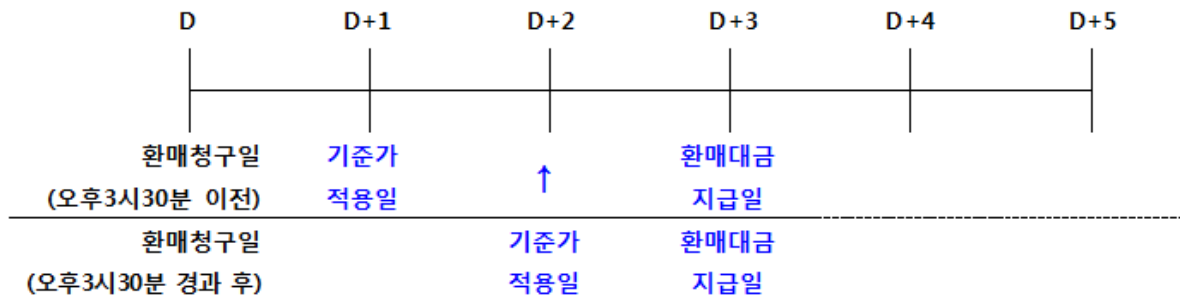 D D+1 D+2 D+3 D+4 D+5
환매청구일 기준가 환매대금
(오후3시30분 이전) 적용일 ↑ 지급일
환매청구일 기준가 환매대금
(오후3시30분 경과 후) 적용일 지급일